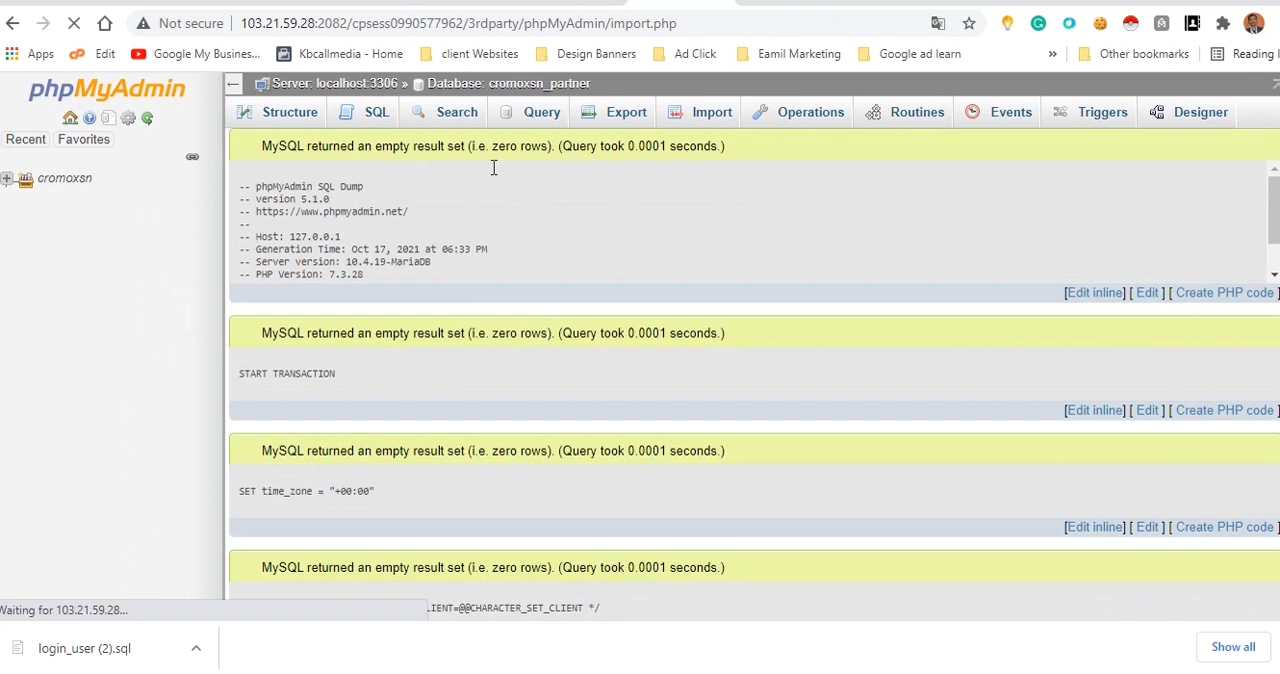 Not secure 103.21.59.28:2082/cpsess0990577962/3rdparty/phpMyAdmin/import.php
Apps Edit Google My Busines... Kbcallmedia - Home client Websites Design Banners Ad Click Eamil Marketing Google ad learn » Other bookmarks Reading l
phpMyAdmin
Recent Favorites
cromoxsn
← Server: localhost:3306 » Database: cromoxsn_partner
Structure SQL Search Query Export Import Operations Routines Events Triggers Designer
MySQL returned an empty result set (i.e. zero rows). (Query took 0.0001 seconds.)
-- phpMyAdmin SQL Dump
-- version 5.1.0
-- https://www.phpmyadmin.net/
--
-- Host: 127.0.0.1
-- Generation Time: Oct 17, 2021 at 06:33 PM
-- Server version: 10.4.19-MariaDB
-- PHP Version: 7.3.28
[Edit inline] [ Edit ] [ Create PHP code ]
MySQL returned an empty result set (i.e. zero rows). (Query took 0.0001 seconds.)
START TRANSACTION
[Edit inline] [ Edit ] [ Create PHP code ]
MySQL returned an empty result set (i.e. zero rows). (Query took 0.0001 seconds.)
SET time_zone = "+00:00"
[Edit inline] [ Edit ] [ Create PHP code ]
MySQL returned an empty result set (i.e. zero rows). (Query took 0.0001 seconds.)
LIENT=@@CHARACTER_SET_CLIENT */
Waiting for 103.21.59.28...
login_user (2).sql
Show all